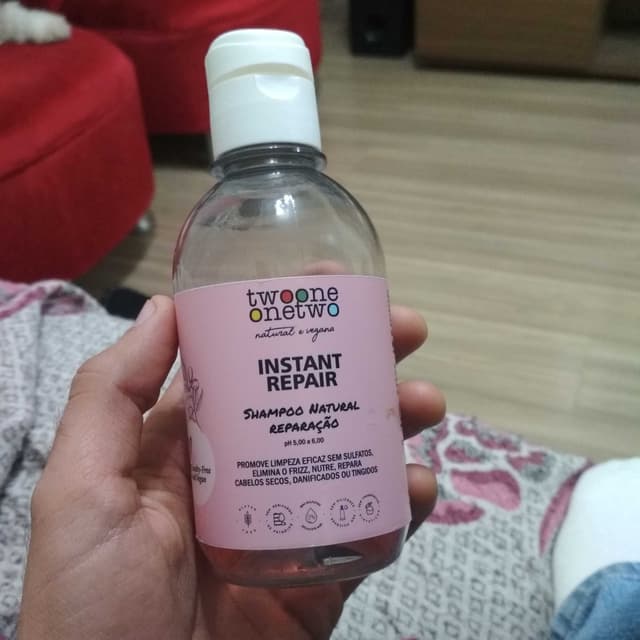 twoone
onetwo
natural e vegana
INSTANT
REPAIR
SHAMPOO NATURAL
REPARAÇÃO
pH 5,00 a 6,00
PROMOVE LIMPEZA EFICAZ SEM SULFATOS,
ELIMINA O FRIZZ, NUTRE, REPARA
CABELOS SECOS, DANIFICADOS OU TINGIDOS